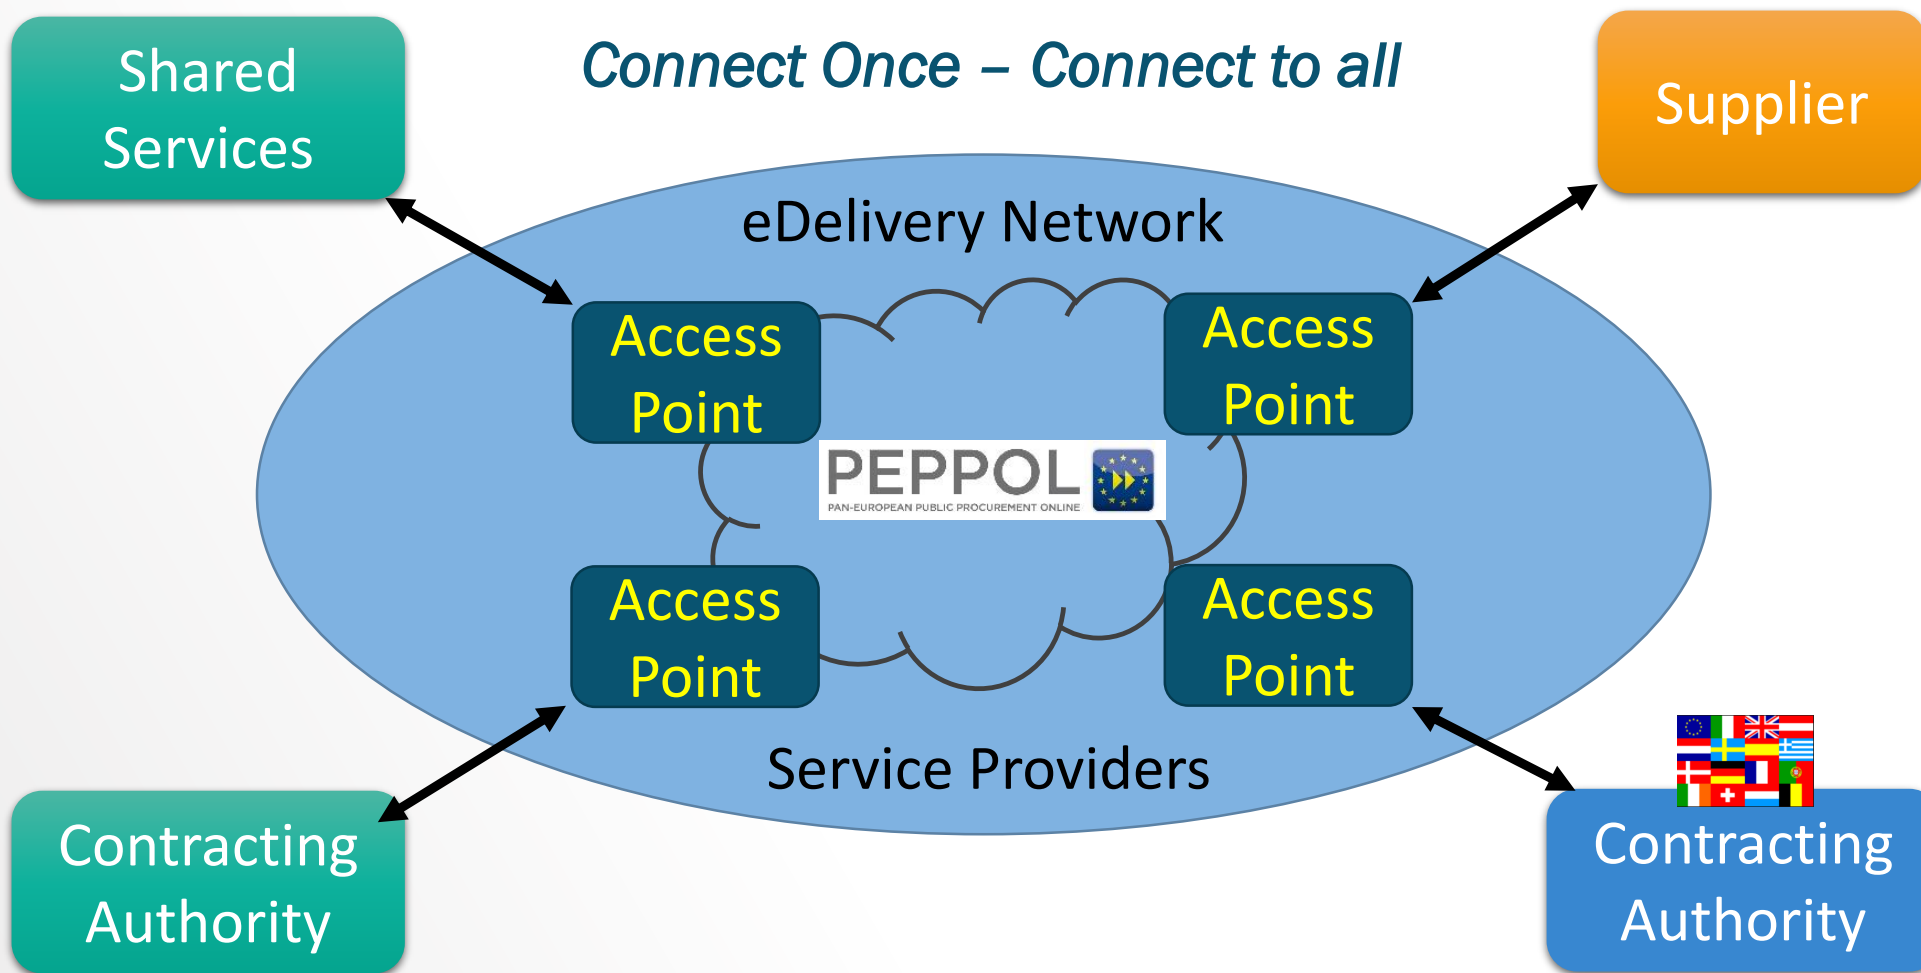 Shared
Services
Connect Once – Connect to all
Supplier
eDelivery Network
Access
Point
Access
Point
PEPPOL
PAN-EUROPEAN PUBLIC PROCUREMENT ONLINE
Access
Point
Access
Point
Service Providers
Contracting
Authority
Contracting
Authority